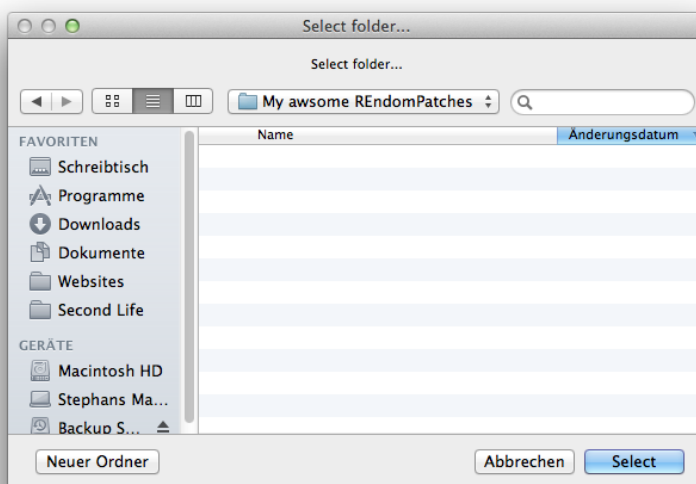 Select folder...
Select folder...
My awsome REndomPatches
Name
Änderungsdatum
FAVORITEN
Schreibtisch
Programme
Downloads
Dokumente
Websites
Second Life
GERÄTE
Macintosh HD
Stephans Ma...
Backup S...
Neuer Ordner
Abbrechen
Select